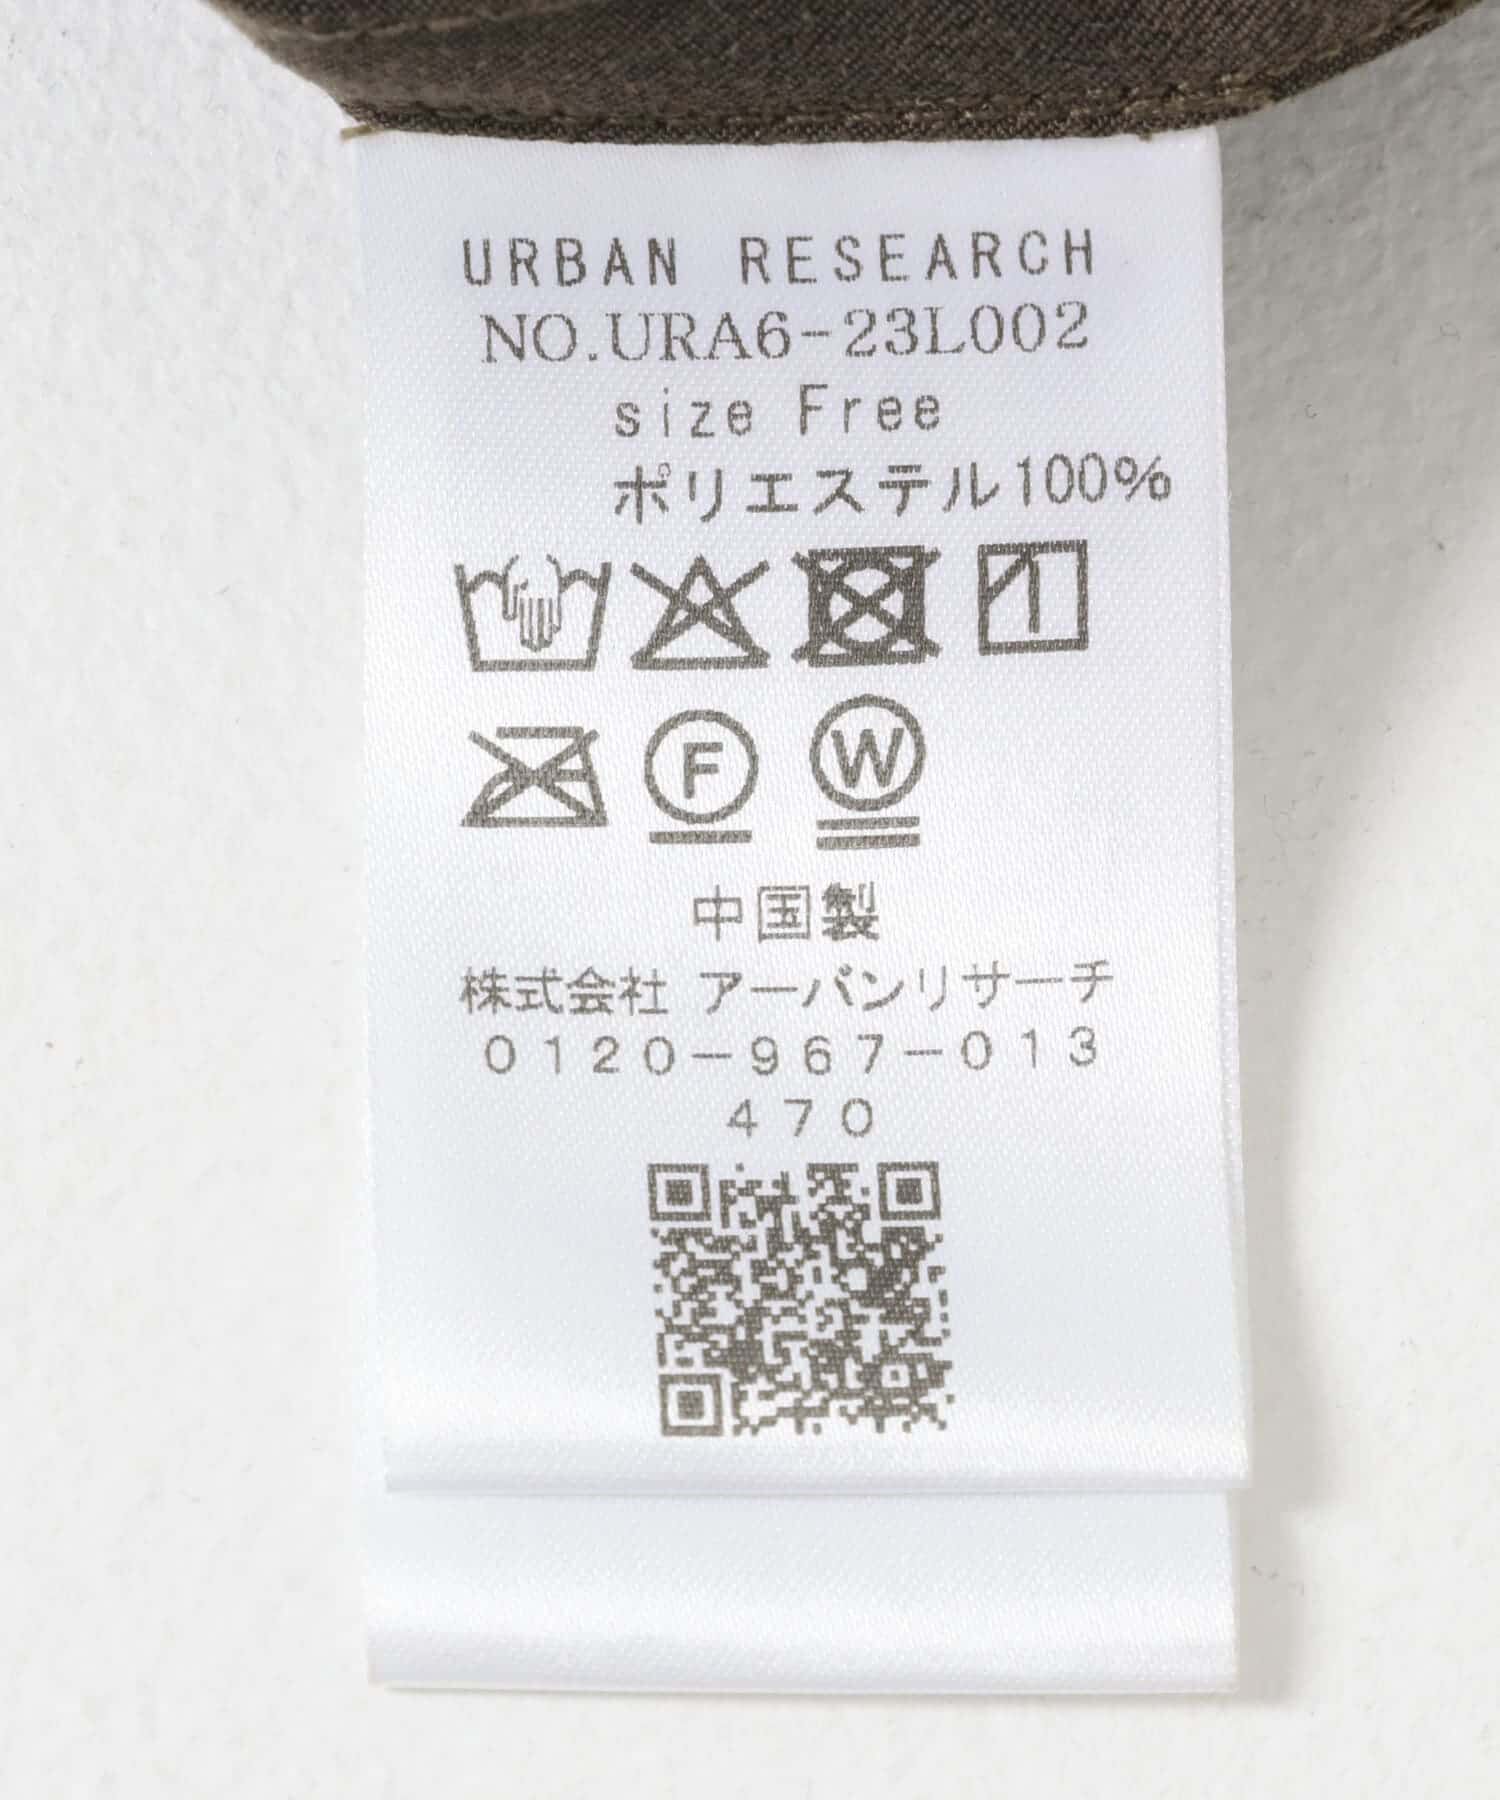 URBAN RESEARCH
NO.URA6-23L002
size Free
ポリエステル100%
F W
中国製
株式会社 アーバンリサーチ
0120-967-013
470